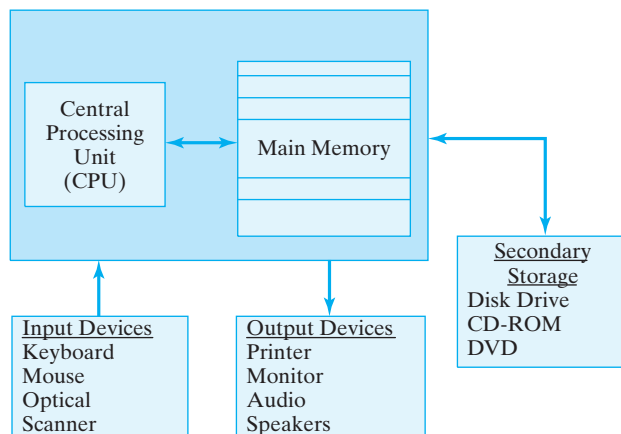 Central
Processing
Unit
(CPU)
Main Memory
Secondary
Storage
Disk Drive
CD-ROM
DVD
Input Devices
Keyboard
Mouse
Optical
Scanner
Output Devices
Printer
Monitor
Audio
Speakers